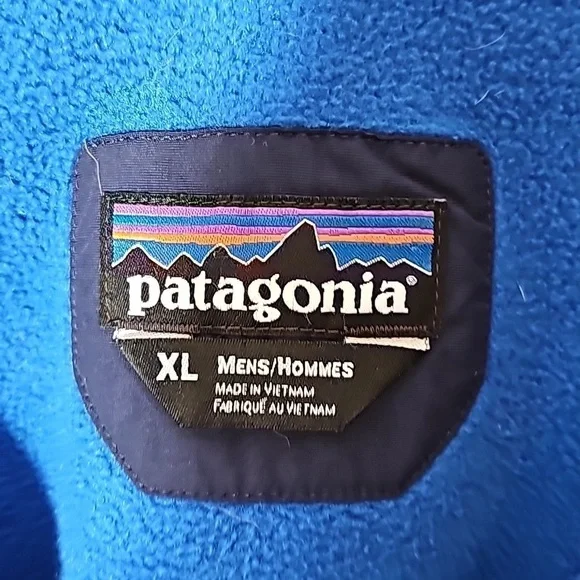 patagonia®
XL MENS/HOMMES
MADE IN VIETNAM
FABRIQUÉ AU VIETNAM